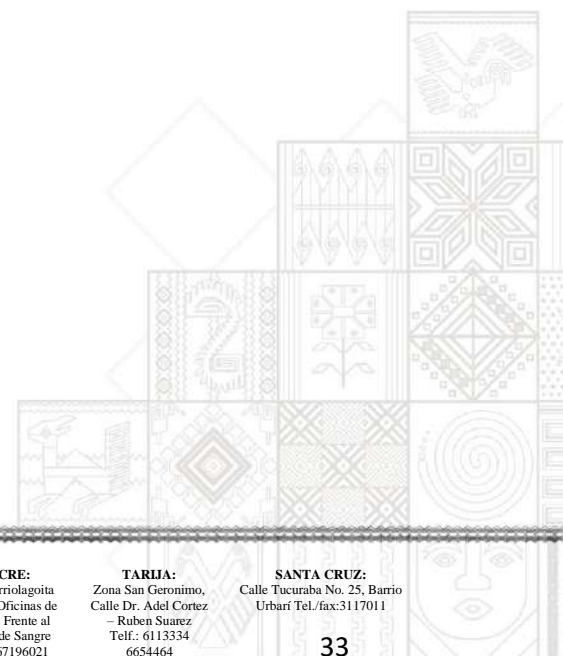 CRE:
rriolagoita
Oficinas de
Frente al
de Sangre
67196021
TARIJA:
Zona San Geronimo,
Calle Dr. Adel Cortez
– Ruben Suarez
Telf.: 6113334
6654464
SANTA CRUZ:
Calle Tucuraba No. 25, Barrio
Urbarí Tel./fax:3117011
33